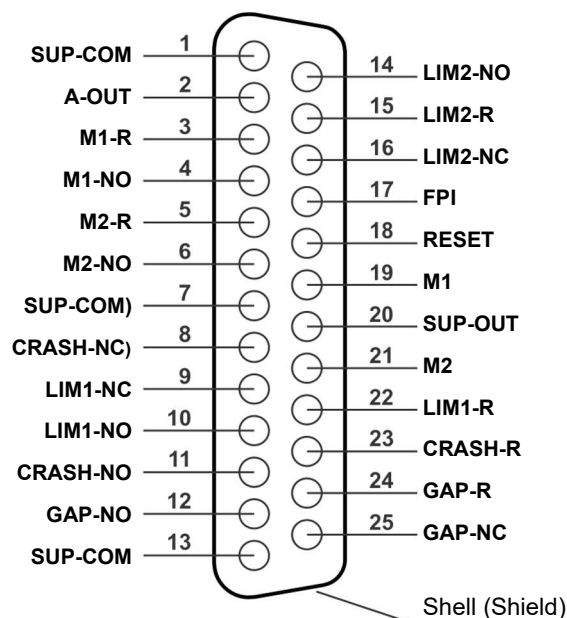 SUP-COM 1
A-OUT 2
M1-R 3
M1-NO 4
M2-R 5
M2-NO 6
SUP-COM) 7
CRASH-NC) 8
LIM1-NC 9
LIM1-NO 10
CRASH-NO 11
GAP-NO 12
SUP-COM 13
14 LIM2-NO
15 LIM2-R
16 LIM2-NC
17 FPI
18 RESET
19 M1
20 SUP-OUT
21 M2
22 LIM1-R
23 CRASH-R
24 GAP-R
25 GAP-NC
Shell (Shield)